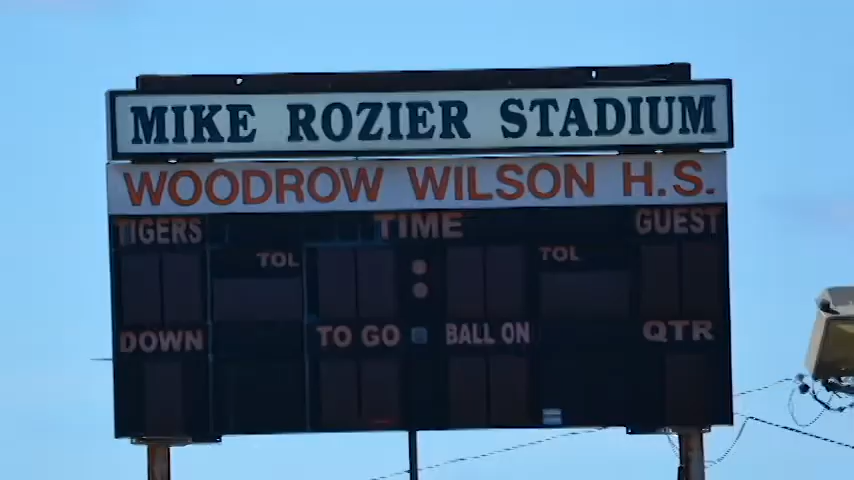 MIKE ROZIER STADIUM
WOODROW WILSON H.S.
TIGERS TIME GUEST
TOL TOL
DOWN TO GO BALL ON QTR